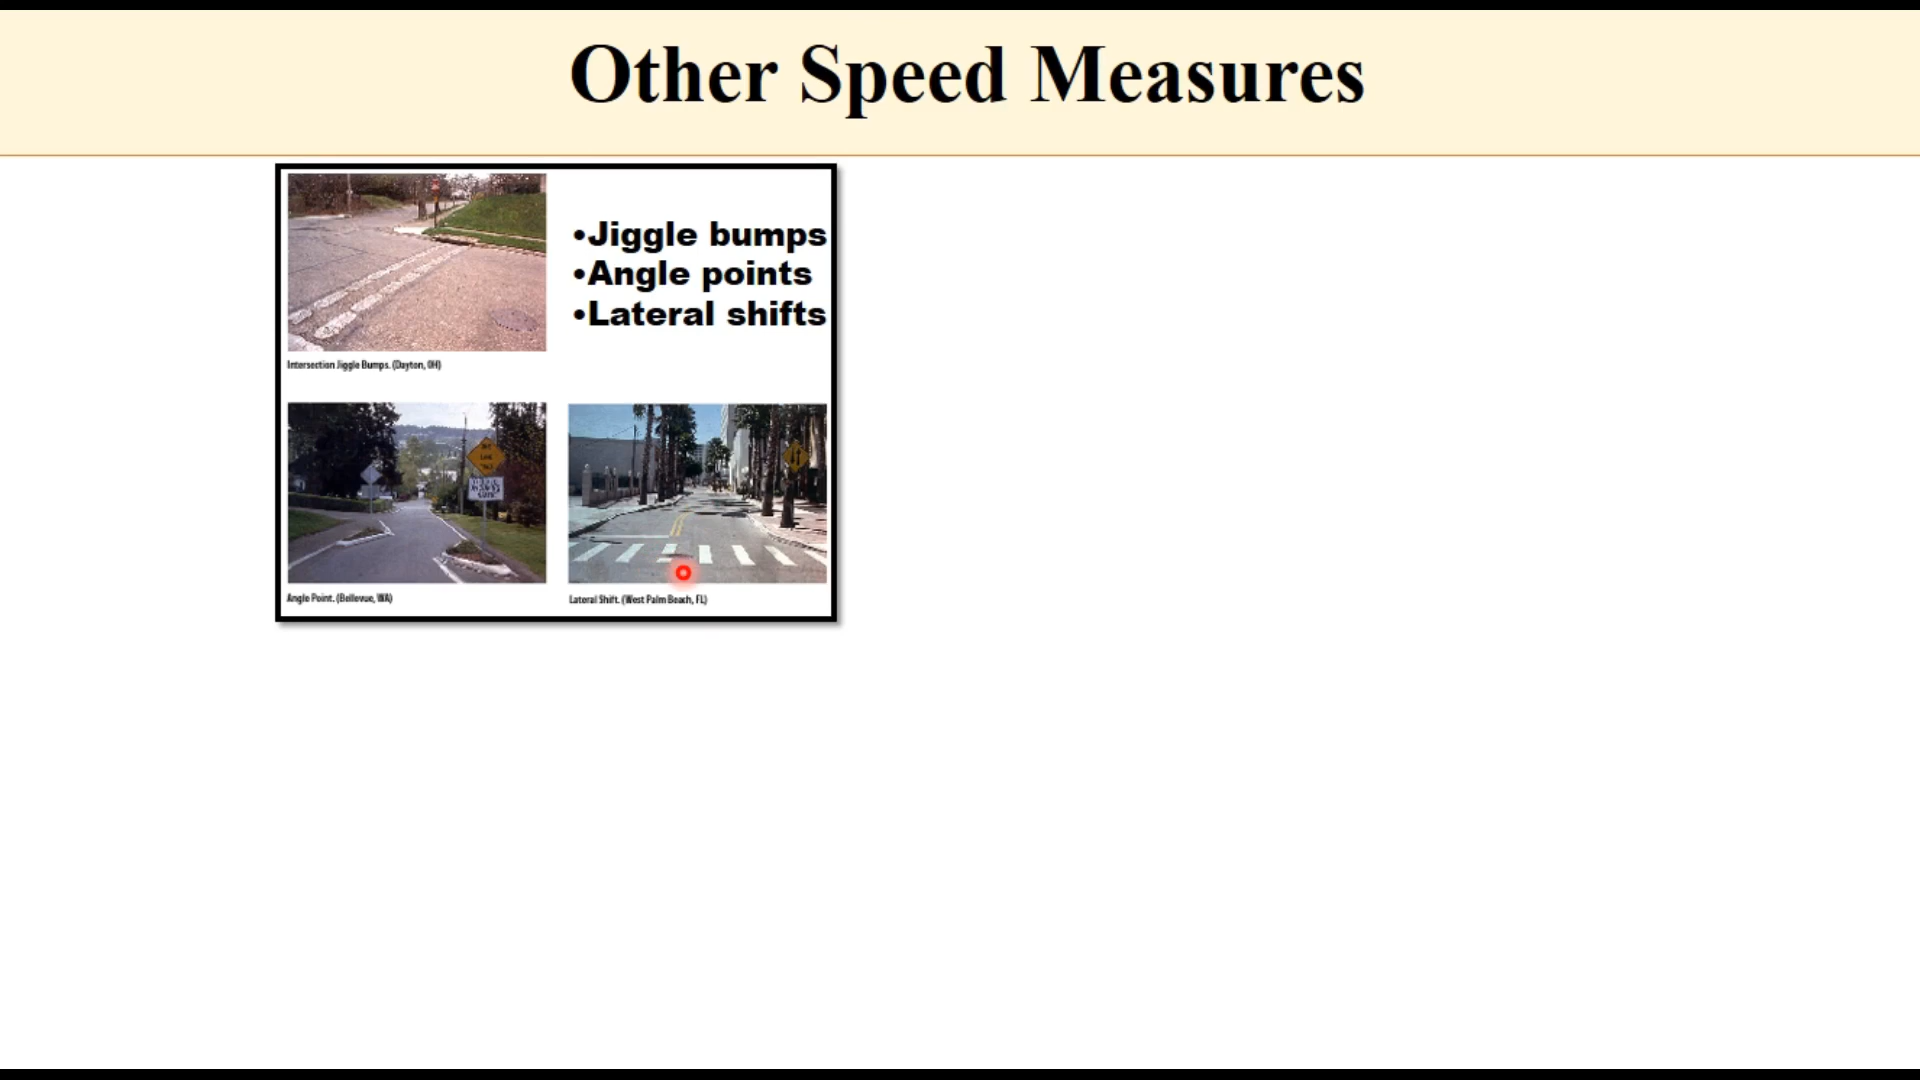 Other Speed Measures
•Jiggle bumps
•Angle points
•Lateral shifts
Intersection Jiggle Bumps. (Dayton, OH)
Angle Point. (Bellevue, WA)
Lateral Shift. (West Palm Beach, FL)